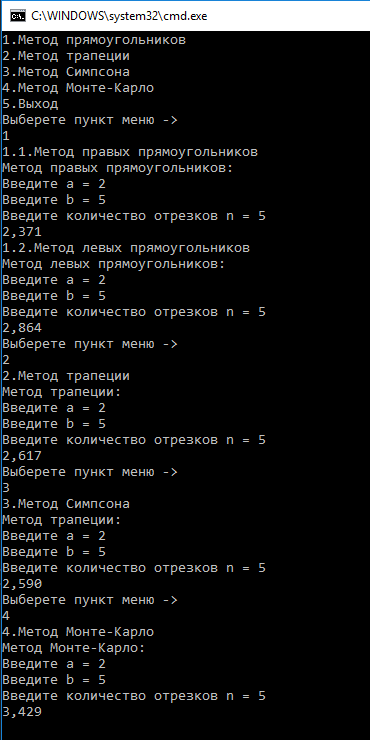 C:\WINDOWS\system32\cmd.exe
1.Метод прямоугольников
2.Метод трапеции
3.Метод Симпсона
4.Метод Монте-Карло
5.Выход
Выберете пункт меню ->
1
1.1.Метод правых прямоугольников
Метод правых прямоугольников:
Введите a = 2
Введите b = 5
Введите количество отрезков n = 5
2,371
1.2.Метод левых прямоугольников
Метод левых прямоугольников:
Введите a = 2
Введите b = 5
Введите количество отрезков n = 5
2,864
Выберете пункт меню ->
2
2.Метод трапеции
Метод трапеции:
Введите a = 2
Введите b = 5
Введите количество отрезков n = 5
2,617
Выберете пункт меню ->
3
3.Метод Симпсона
Метод трапеции:
Введите a = 2
Введите b = 5
Введите количество отрезков n = 5
2,590
Выберете пункт меню ->
4
4.Метод Монте-Карло
Метод Монте-Карло:
Введите a = 2
Введите b = 5
Введите количество отрезков n = 5
3,429